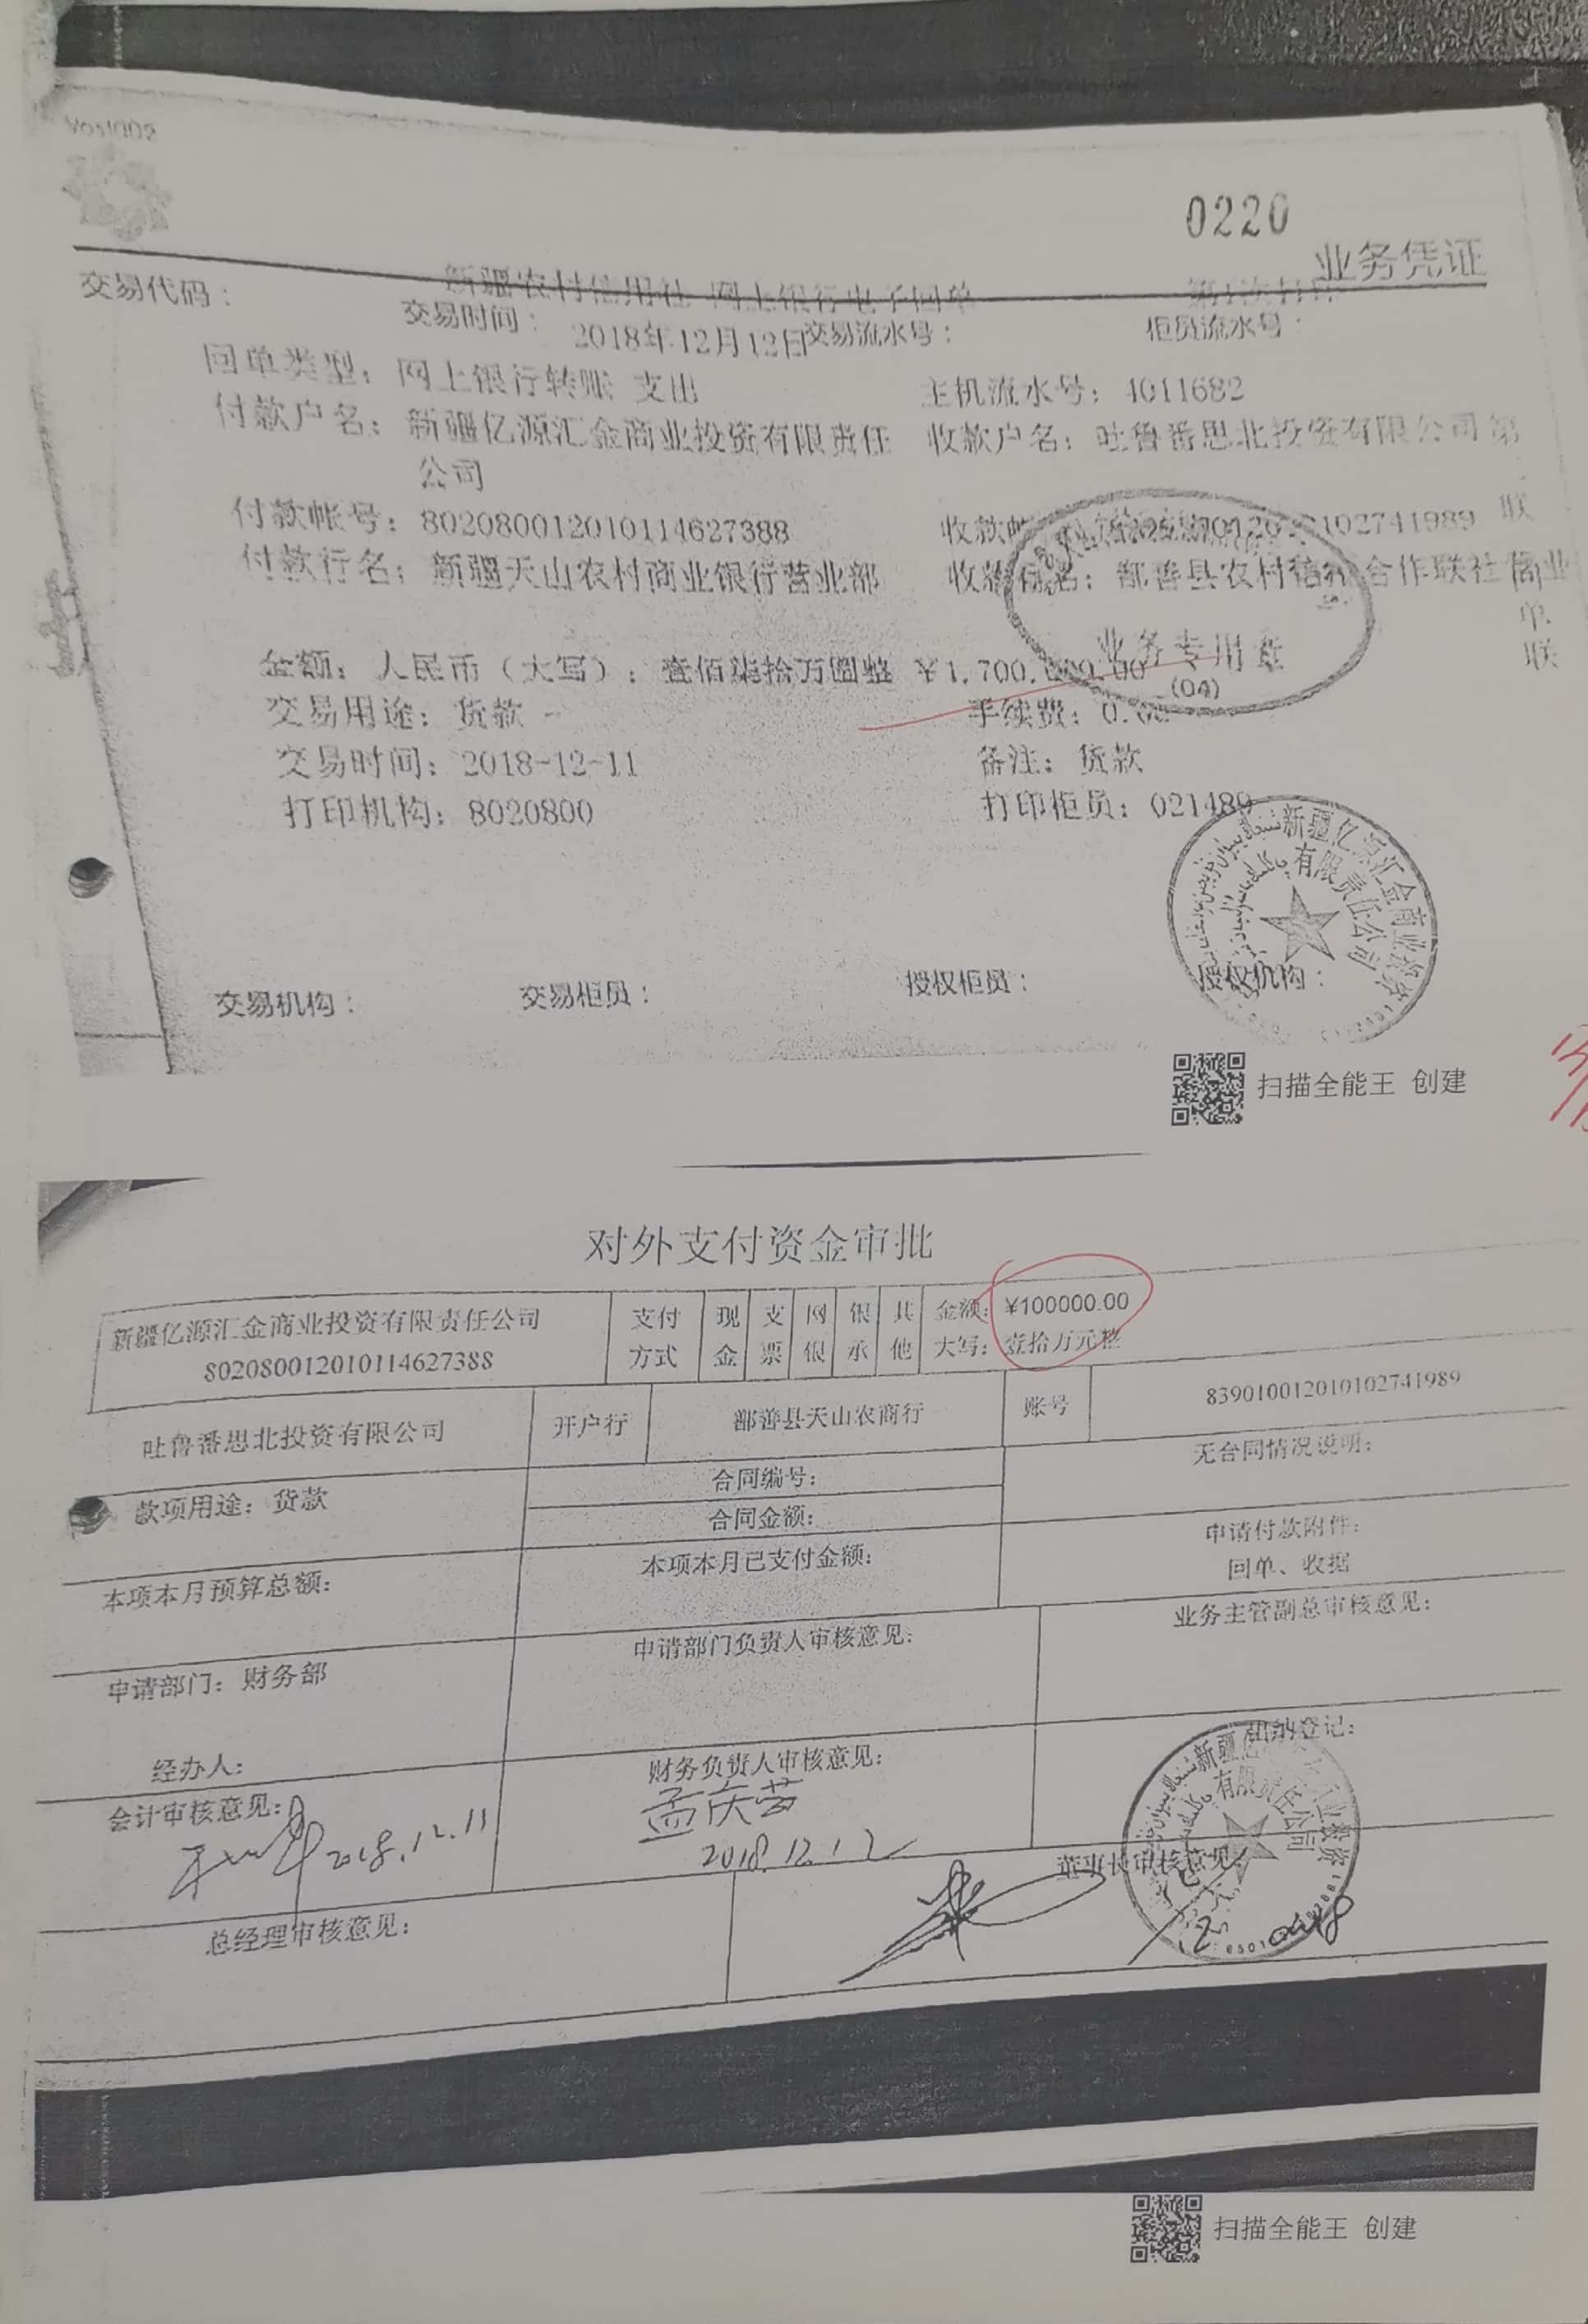 0220
业务凭证
新疆农村信用社 网上银行电子回单
交易代码：
交易时间：2018年12月12日 交易流水号： 柜员流水号：
回单类型：网上银行转账 支出 主机流水号：4011682
付款户名：新疆亿源汇金商业投资有限责任 收款户名：吐鲁番思北投资有限公司 第
公司
付款帐号：802080012010114627388 收款 102741989 联
付款行名：新疆天山农村商业银行营业部 收款行名：鄯善县农村信用合作联社 商业
单
联
金额：人民币（大写）：壹佰柒拾万圆整 ￥1,700,000.00
业务专用章
(04)
交易用途：货款 手续费：0.00
交易时间：2018-12-11 备注：货款
打印机构：8020800 打印柜员：021489
新疆亿源汇金商业投资
有限责任公司
交易机构： 交易柜员： 授权柜员： 授权机构：
扫描全能王 创建
对外支付资金审批
新疆亿源汇金商业投资有限责任公司 支付 现 支 网 银 其 金额：¥100000.00
802080012010114627388 方式 金 票 银 承 他 大写：壹拾万元整
吐鲁番思北投资有限公司 开户行 鄯善县天山农商行 账号 839010012010102741989
款项用途：货款 合同编号： 无合同情况说明：
合同金额：
本项本月预算总额： 本项本月已支付金额： 申请付款附件：
回单、收据
申请部门：财务部 申请部门负责人审核意见： 业务主管副总审核意见：
经办人：
会计审核意见： 财务负责人审核意见： 出纳登记：
2018.12.11 孟庆芳
2018.12.12
总经理审核意见： 董事长审核意见
有限责任公司
扫描全能王 创建